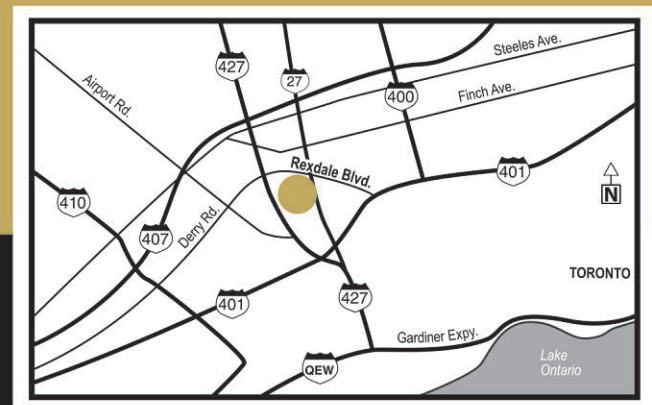 Steeles Ave.
427
27
Airport Rd.
400
Finch Ave.
Rexdale Blvd.
401
410
N
Derry Rd.
407
TORONTO
401
427
Gardiner Expy.
Lake
Ontario
QEW